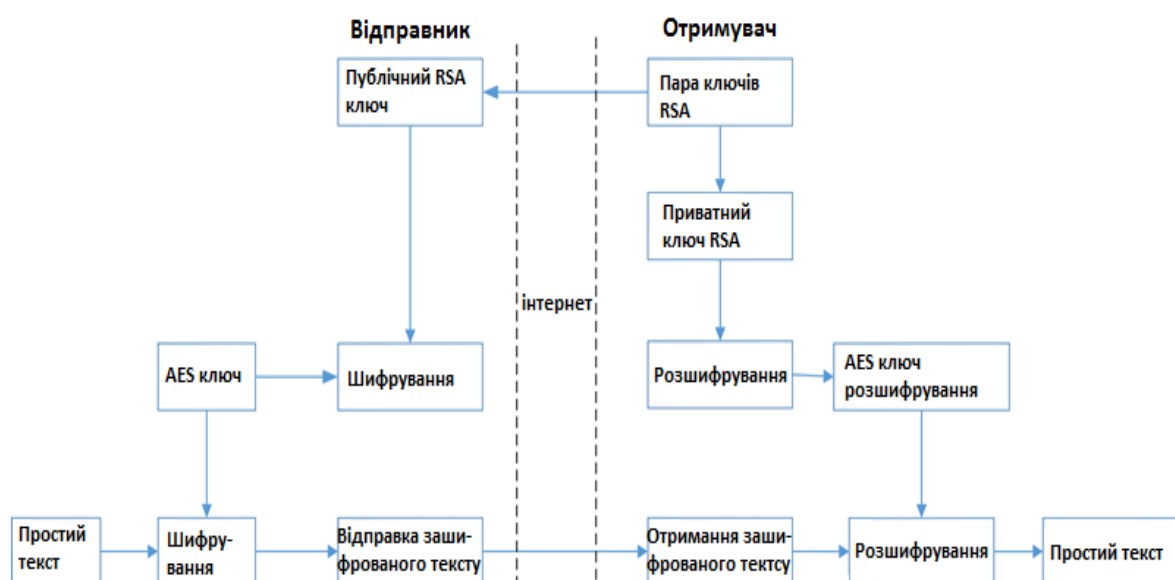 Відправник
Отримувач
Публічний RSA
ключ
Пара ключів
RSA
Приватний
ключ RSA
інтернет
AES ключ
Шифрування
Розшифрування
AES ключ
розшифрування
Простий
текст
Шифру-
вання
Відправка заши-
фрованого тексту
Отримання заши-
фрованого тектсу
Розшифрування
Простий текст